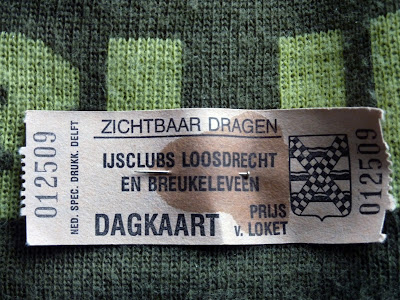 012509
NED. SPEC. DRUKK. DELFT
ZICHTBAAR DRAGEN
IJSCLUBS LOOSDRECHT
EN BREUKELEVEEN
DAGKAART
PRIJS
v. LOKET
012509